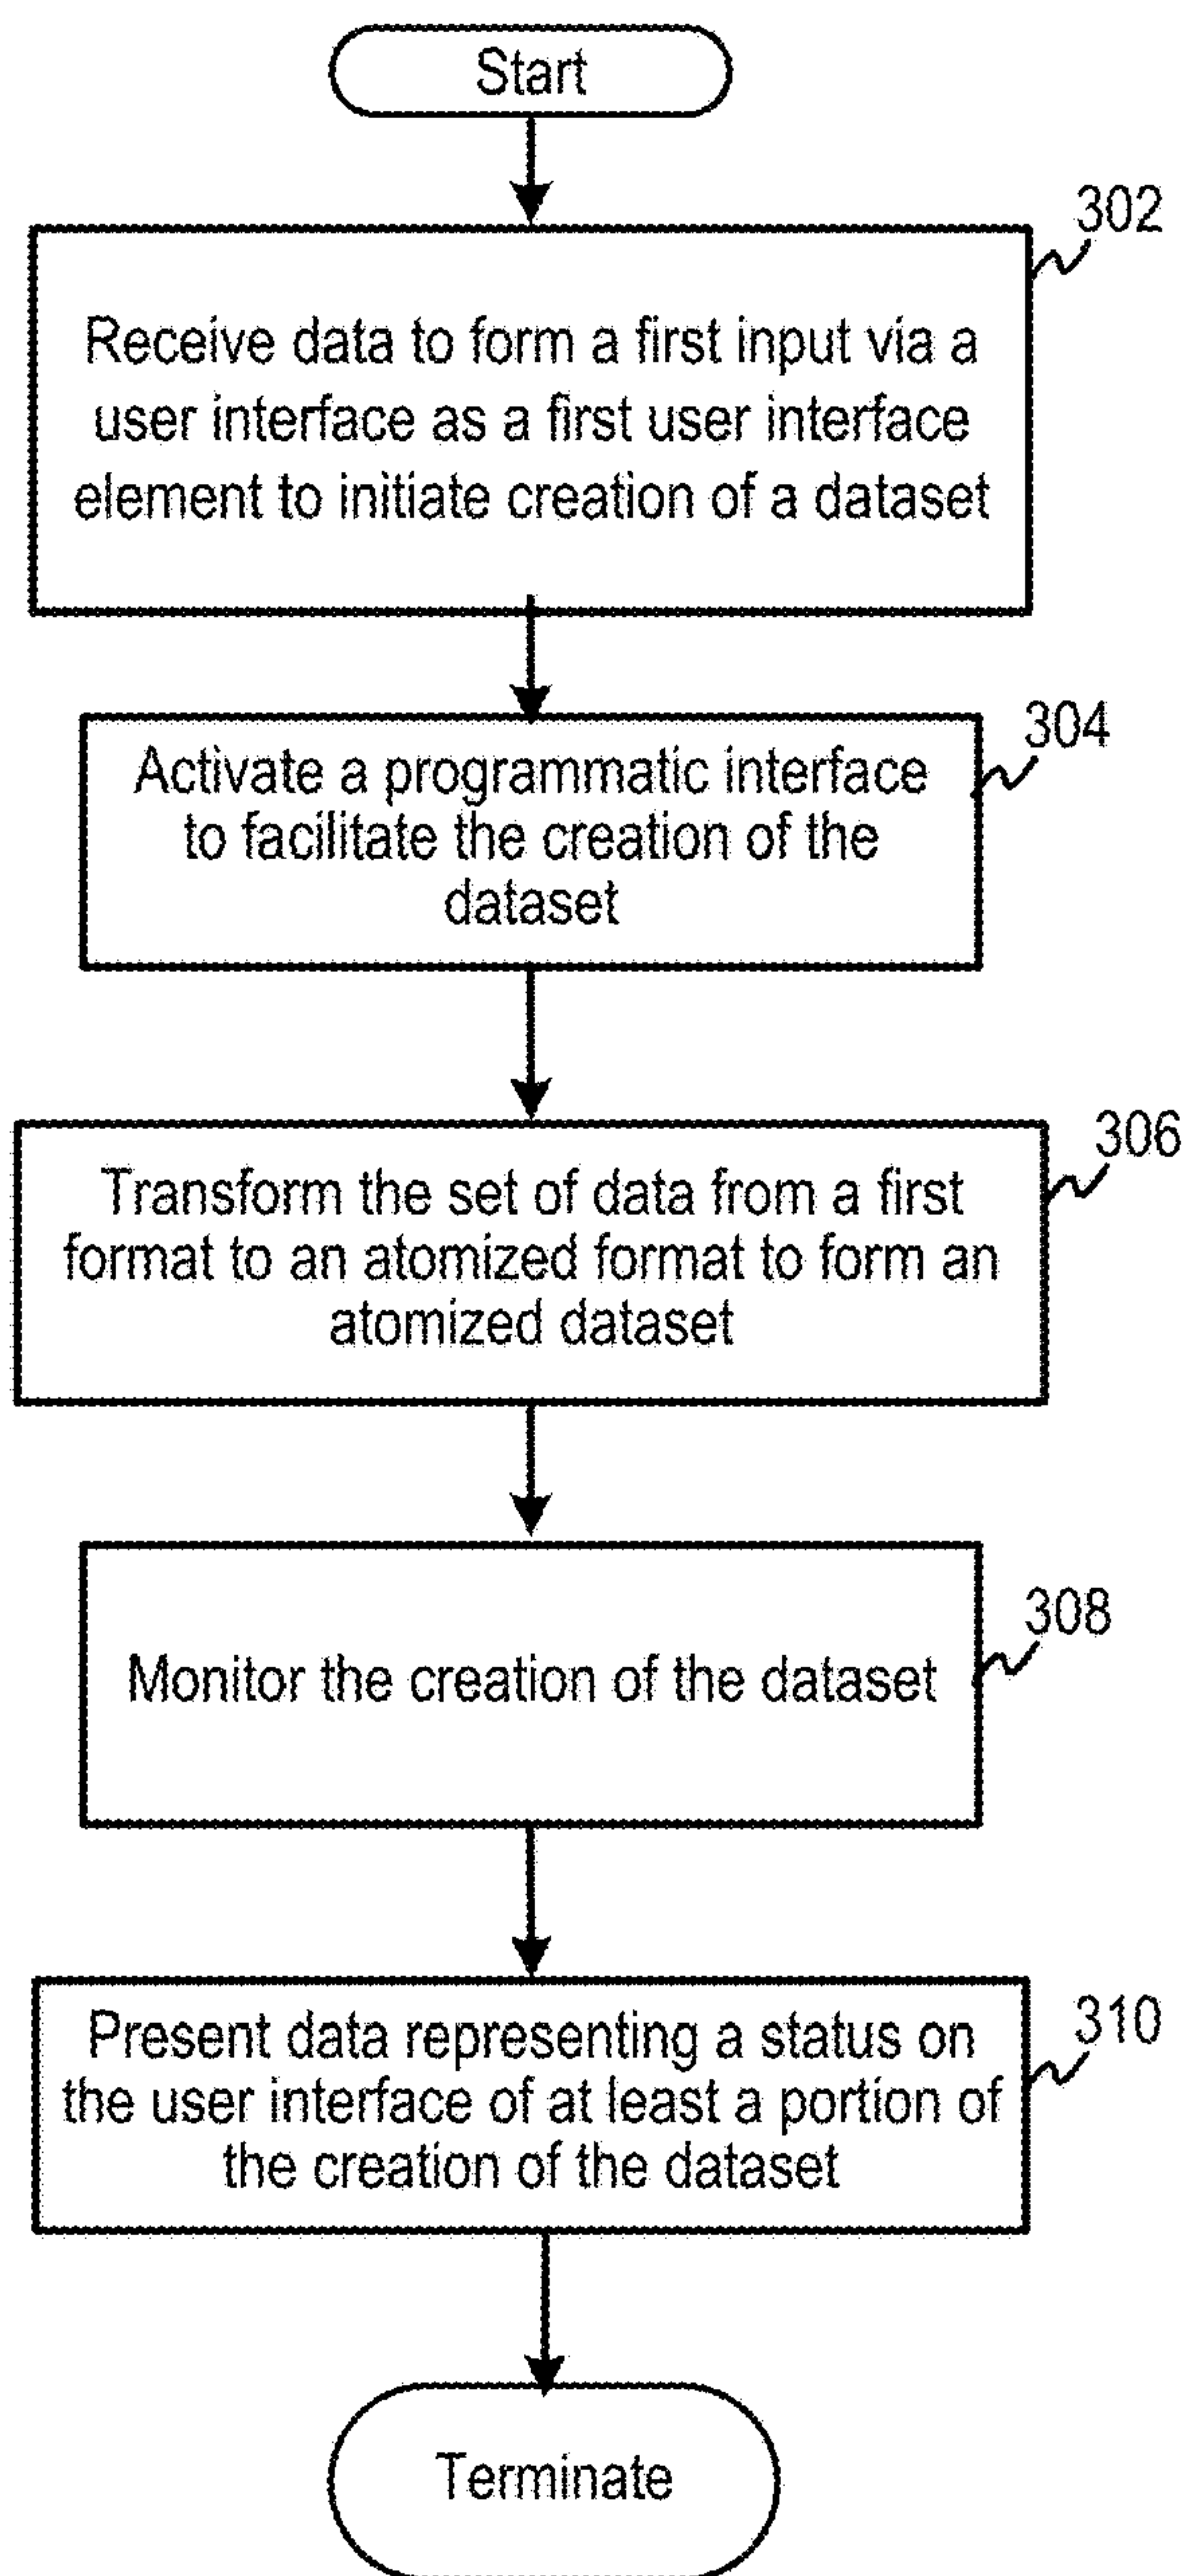 Start
302
Receive data to form a first input via a
user interface as a first user interface
element to initiate creation of a dataset
304
Activate a programmatic interface
to facilitate the creation of the
dataset
306
Transform the set of data from a first
format to an atomized format to form an
atomized dataset
308
Monitor the creation of the dataset
310
Present data representing a status on
the user interface of at least a portion of
the creation of the dataset
Terminate